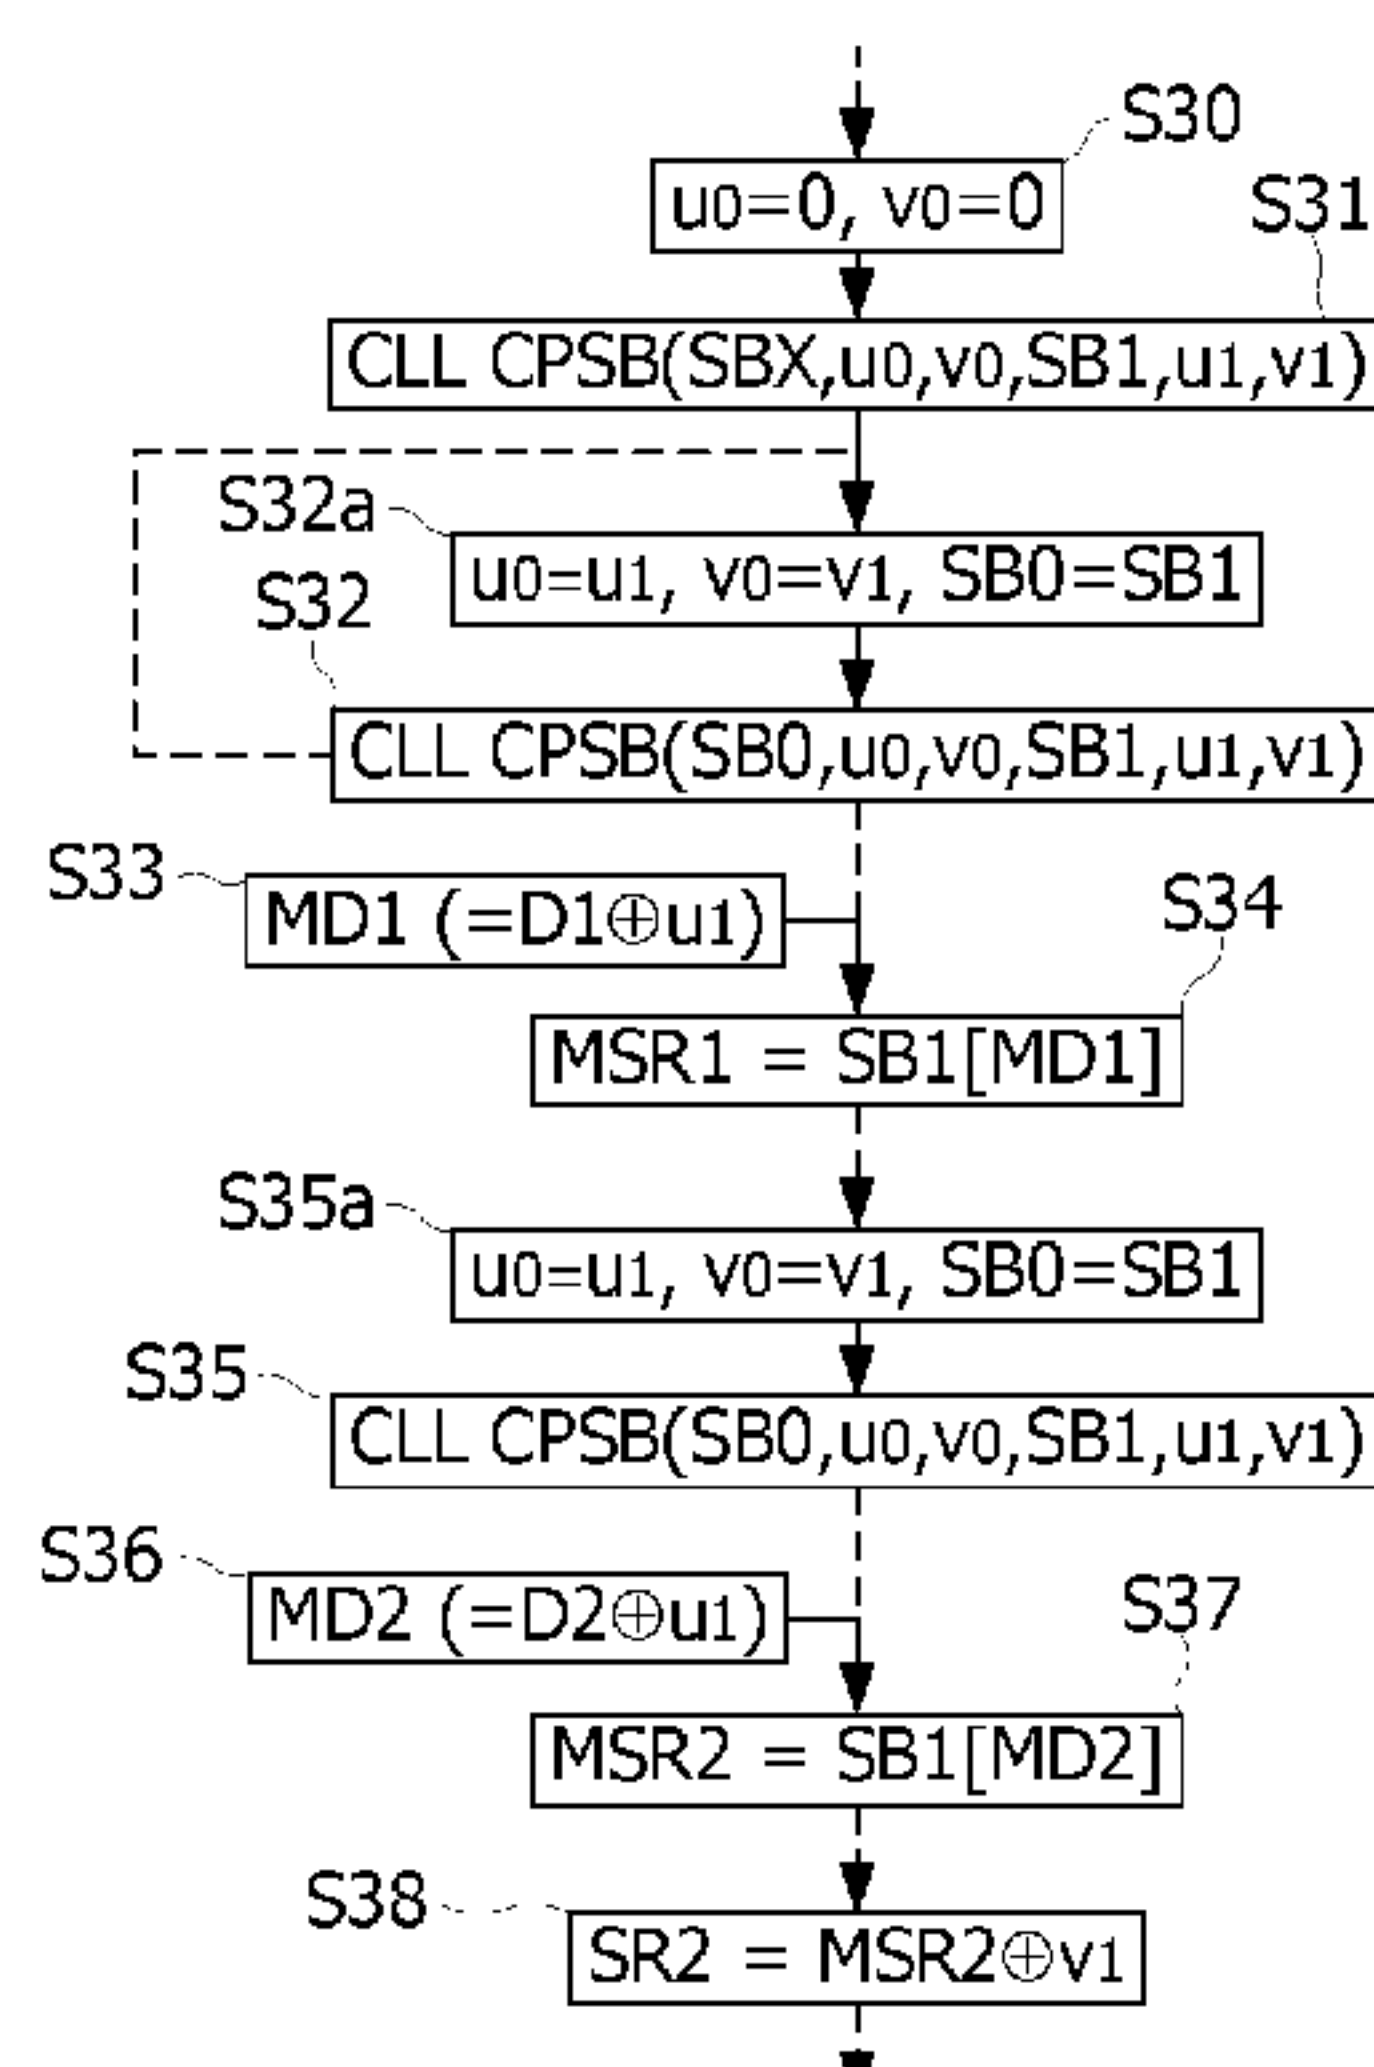 S30
u0=0, v0=0
S31
CLL CPSB(SBX,u0,v0,SB1,u1,v1)
S32a
u0=u1, v0=v1, SB0=SB1
S32
CLL CPSB(SB0,u0,v0,SB1,u1,v1)
S33
MD1 (=D1⊕u1)
S34
MSR1 = SB1[MD1]
S35a
u0=u1, v0=v1, SB0=SB1
S35
CLL CPSB(SB0,u0,v0,SB1,u1,v1)
S36
MD2 (=D2⊕u1)
S37
MSR2 = SB1[MD2]
S38
SR2 = MSR2⊕v1